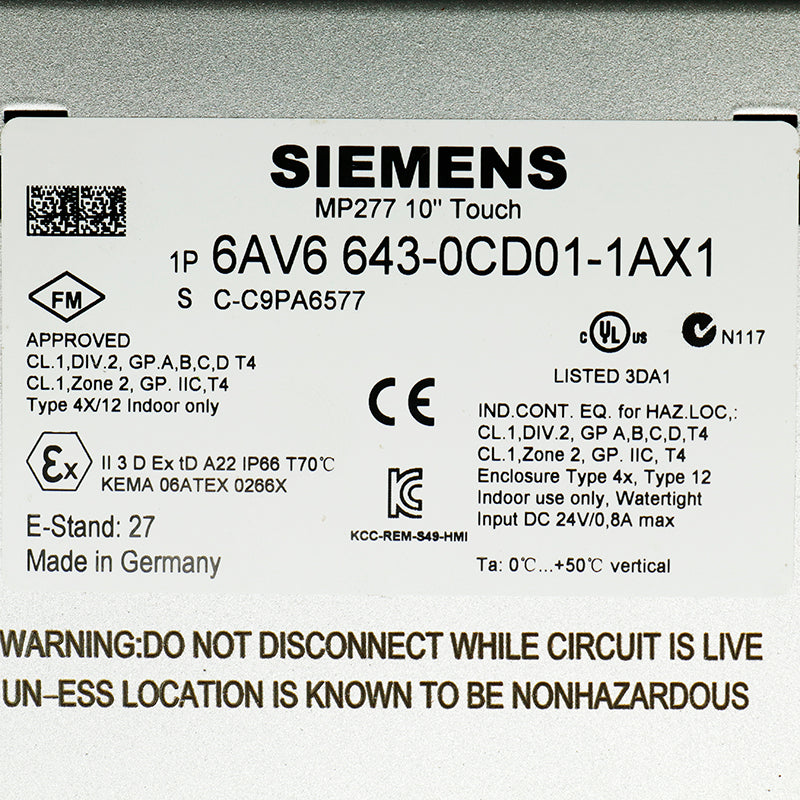 SIEMENS
MP277 10" Touch
1P 6AV6 643-0CD01-1AX1
S C-C9PA6577
FM
APPROVED
CL.1,DIV.2, GP.A,B,C,D T4
CL.1,Zone 2, GP. IIC,T4
Type 4X/12 Indoor only
Ex II 3 D Ex tD A22 IP66 T70℃
KEMA 06ATEX 0266X
E-Stand: 27
Made in Germany
CE
KCC-REM-S49-HMI
c UL us N117
LISTED 3DA1
IND.CONT. EQ. for HAZ.LOC,:
CL.1,DIV.2, GP A,B,C,D,T4
CL.1,Zone 2, GP. IIC, T4
Enclosure Type 4x, Type 12
Indoor use only, Watertight
Input DC 24V/0,8A max
Ta: 0℃...+50℃ vertical
WARNING:DO NOT DISCONNECT WHILE CIRCUIT IS LIVE
UN-ESS LOCATION IS KNOWN TO BE NONHAZARDOUS